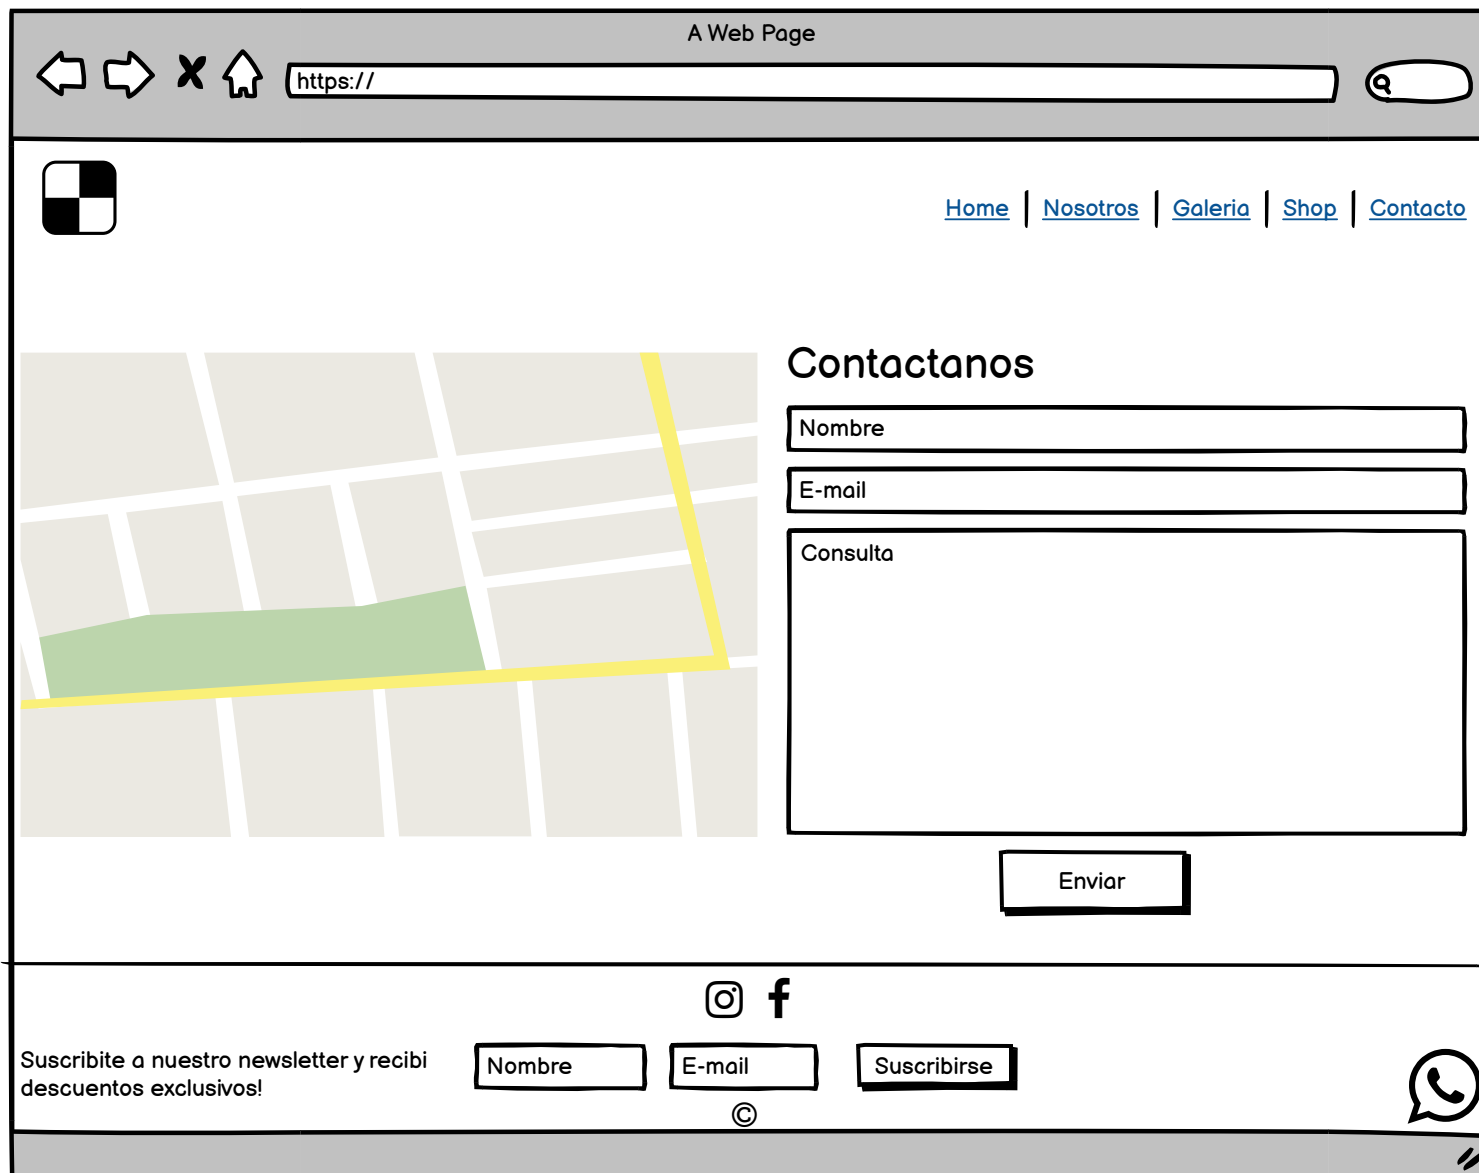 A Web Page
https://
Home Nosotros Galeria Shop Contacto
Contactanos
Nombre
E-mail
Consulta
Enviar
Suscribite a nuestro newsletter y recibi
descuentos exclusivos!
Nombre
E-mail
Suscribirse
©